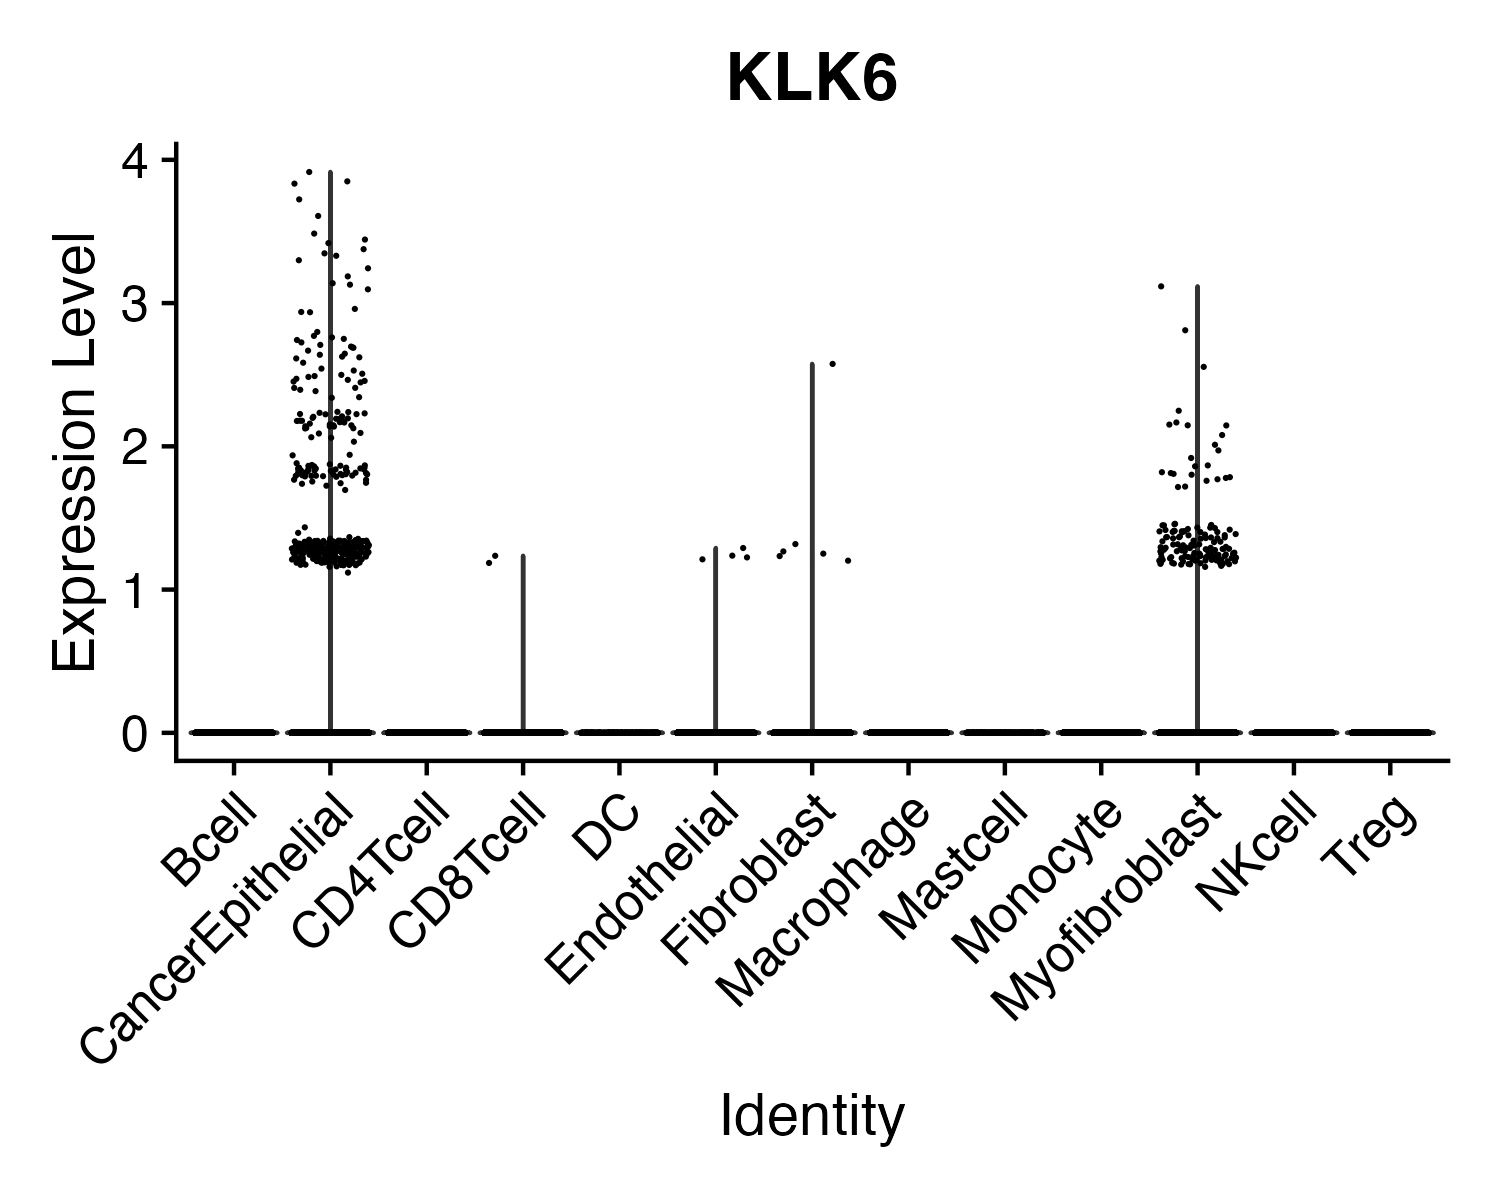 KLK6
Expression Level
4
3
2
1
0
Bcell
CancerEpithelial
CD4Tcell
CD8Tcell
DC
Endothelial
Fibroblast
Macrophage
Mastcell
Monocyte
Myofibroblast
NKcell
Treg
Identity